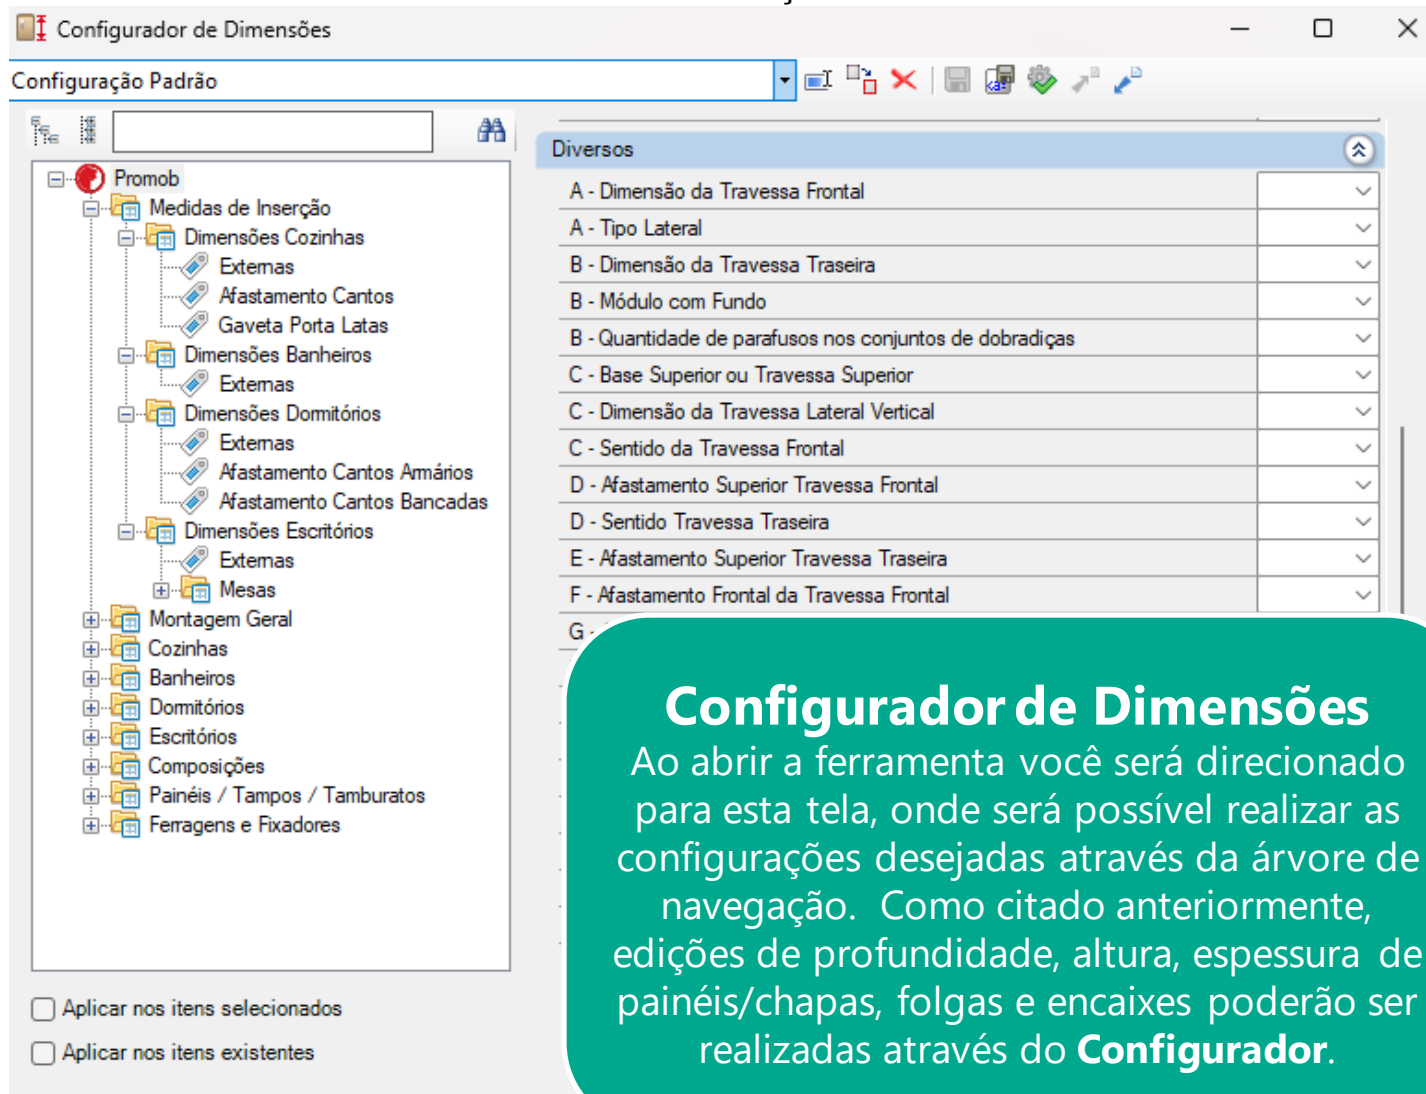 Configurador de Dimensões
Configuração Padrão
Promob
Medidas de Inserção
Dimensões Cozinhas
Externas
Afastamento Cantos
Gaveta Porta Latas
Dimensões Banheiros
Externas
Dimensões Dormitórios
Externas
Afastamento Cantos Armários
Afastamento Cantos Bancadas
Dimensões Escritórios
Externas
Mesas
Montagem Geral
Cozinhas
Banheiros
Dormitórios
Escritórios
Composições
Painéis / Tampos / Tamburatos
Ferragens e Fixadores
Aplicar nos itens selecionados
Aplicar nos itens existentes
Diversos
A - Dimensão da Travessa Frontal
A - Tipo Lateral
B - Dimensão da Travessa Traseira
B - Módulo com Fundo
B - Quantidade de parafusos nos conjuntos de dobradiças
C - Base Superior ou Travessa Superior
C - Dimensão da Travessa Lateral Vertical
C - Sentido da Travessa Frontal
D - Afastamento Superior Travessa Frontal
D - Sentido Travessa Traseira
E - Afastamento Superior Travessa Traseira
F - Afastamento Frontal da Travessa Frontal
G -
Configurador de Dimensões
Ao abrir a ferramenta você será direcionado
para esta tela, onde será possível realizar as
configurações desejadas através da árvore de
navegação. Como citado anteriormente,
edições de profundidade, altura, espessura de
painéis/chapas, folgas e encaixes poderão ser
realizadas através do Configurador.